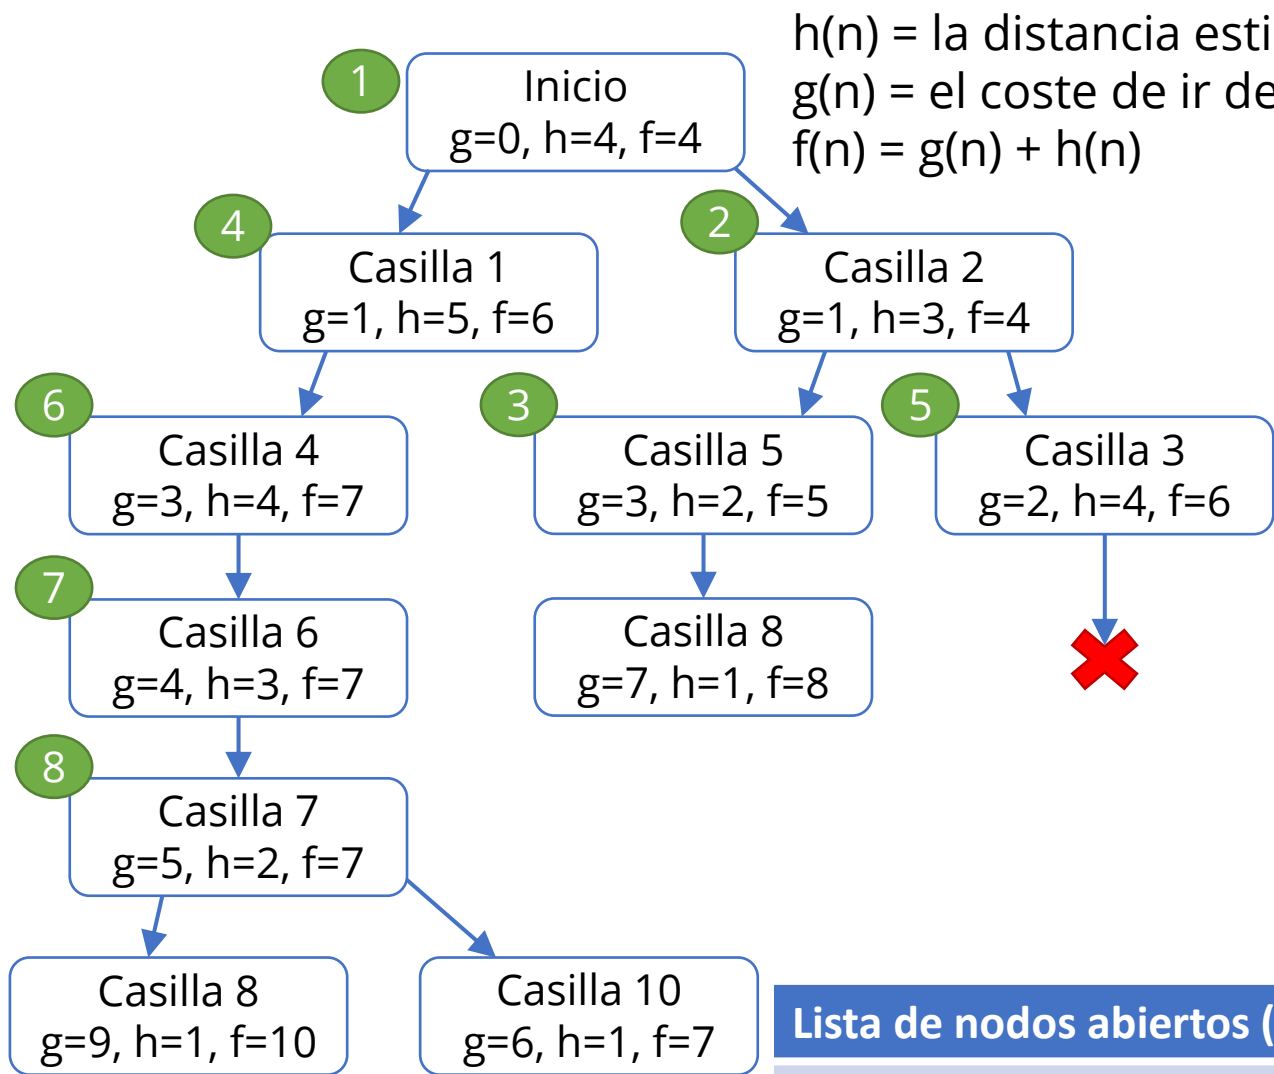 h(n) = la distancia esti
g(n) = el coste de ir de
f(n) = g(n) + h(n)
1
Inicio
g=0, h=4, f=4
4
Casilla 1
g=1, h=5, f=6
2
Casilla 2
g=1, h=3, f=4
6
Casilla 4
g=3, h=4, f=7
3
Casilla 5
g=3, h=2, f=5
5
Casilla 3
g=2, h=4, f=6
7
Casilla 6
g=4, h=3, f=7
Casilla 8
g=7, h=1, f=8
8
Casilla 7
g=5, h=2, f=7
Casilla 8
g=9, h=1, f=10
Casilla 10
g=6, h=1, f=7
Lista de nodos abiertos (